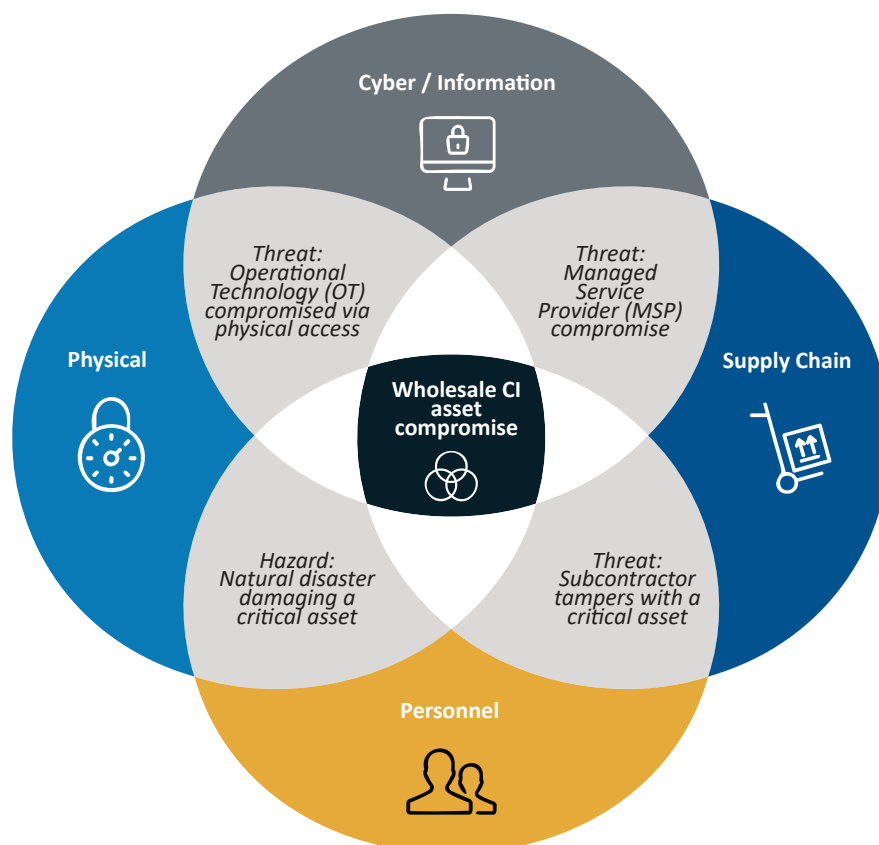 Cyber / Information
Threat:
Operational
Technology (OT)
compromised via
physical access
Threat:
Managed
Service
Provider (MSP)
compromise
Physical
Supply Chain
Wholesale CI
asset
compromise
Hazard:
Natural disaster
damaging a
critical asset
Threat:
Subcontractor
tampers with a
critical asset
Personnel